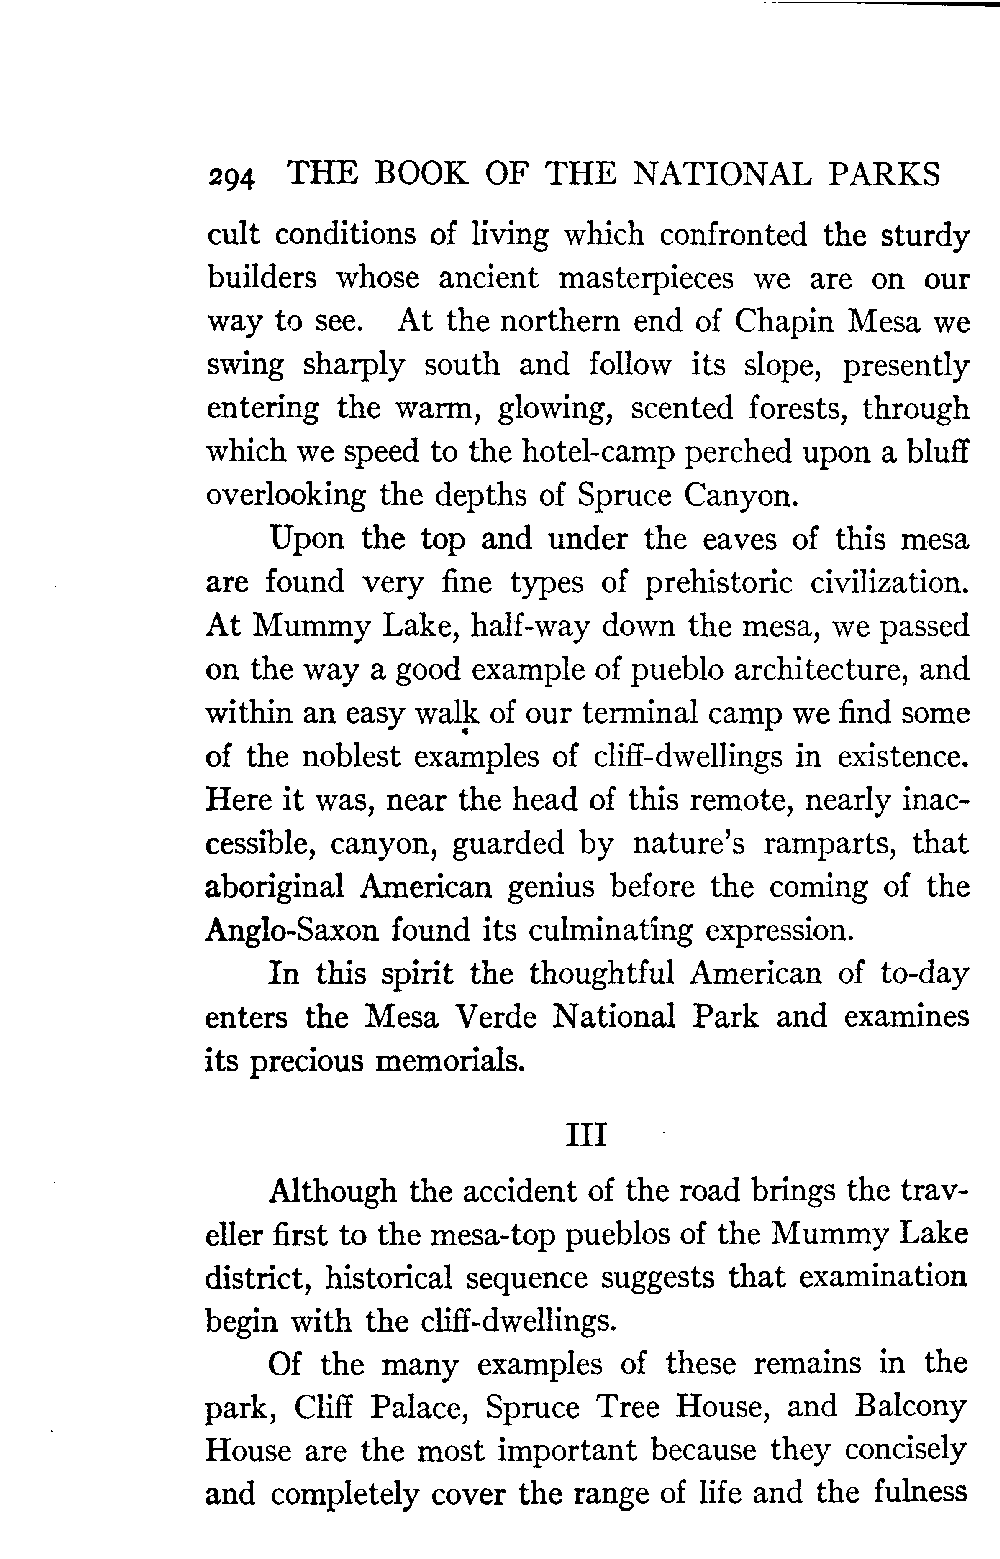 294 THE BOOK OF THE NATIONAL PARKS
cult conditions of living which confronted the sturdy
builders whose ancient masterpieces we are on our
way to see. At the northern end of Chapin Mesa we
swing sharply south and follow its slope, presently
entering the warm, glowing, scented forests, through
which we speed to the hotel-camp perched upon a bluff
overlooking the depths of Spruce Canyon.
Upon the top and under the eaves of this mesa
are found very fine types of prehistoric civilization.
At Mummy Lake, half-way down the mesa, we passed
on the way a good example of pueblo architecture, and
within an easy walk of our terminal camp we find some
of the noblest examples of cliff-dwellings in existence.
Here it was, near the head of this remote, nearly inac-
cessible, canyon, guarded by nature's ramparts, that
aboriginal American genius before the coming of the
Anglo-Saxon found its culminating expression.
In this spirit the thoughtful American of to-day
enters the Mesa Verde National Park and examines
its precious memorials.
III
Although the accident of the road brings the trav-
eller first to the mesa-top pueblos of the Mummy Lake
district, historical sequence suggests that examination
begin with the cliff-dwellings.
Of the many examples of these remains in the
park, Cliff Palace, Spruce Tree House, and Balcony
House are the most important because they concisely
and completely cover the range of life and the fulness